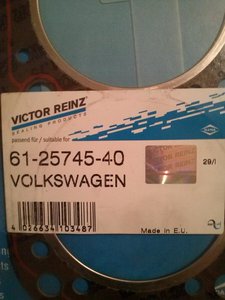 VICTOR REINZ®
SEALING PRODUCTS
passend für / suitable for
61-25745-40
29/I
VOLKSWAGEN
4 026634 103487
Made in E.U.